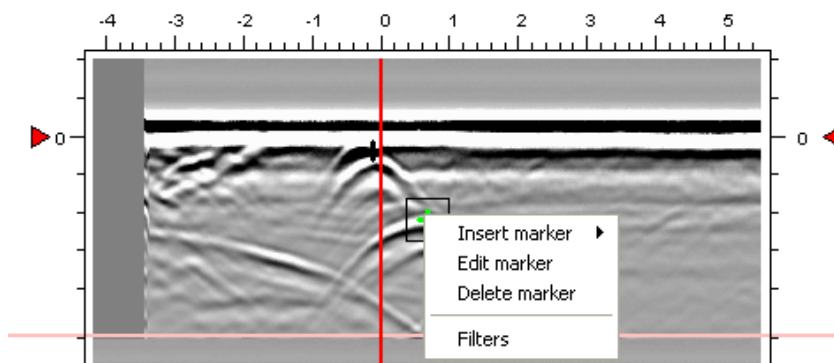 -4 -3 -2 -1 0 1 2 3 4 5
0 0
Insert marker
Edit marker
Delete marker
Filters